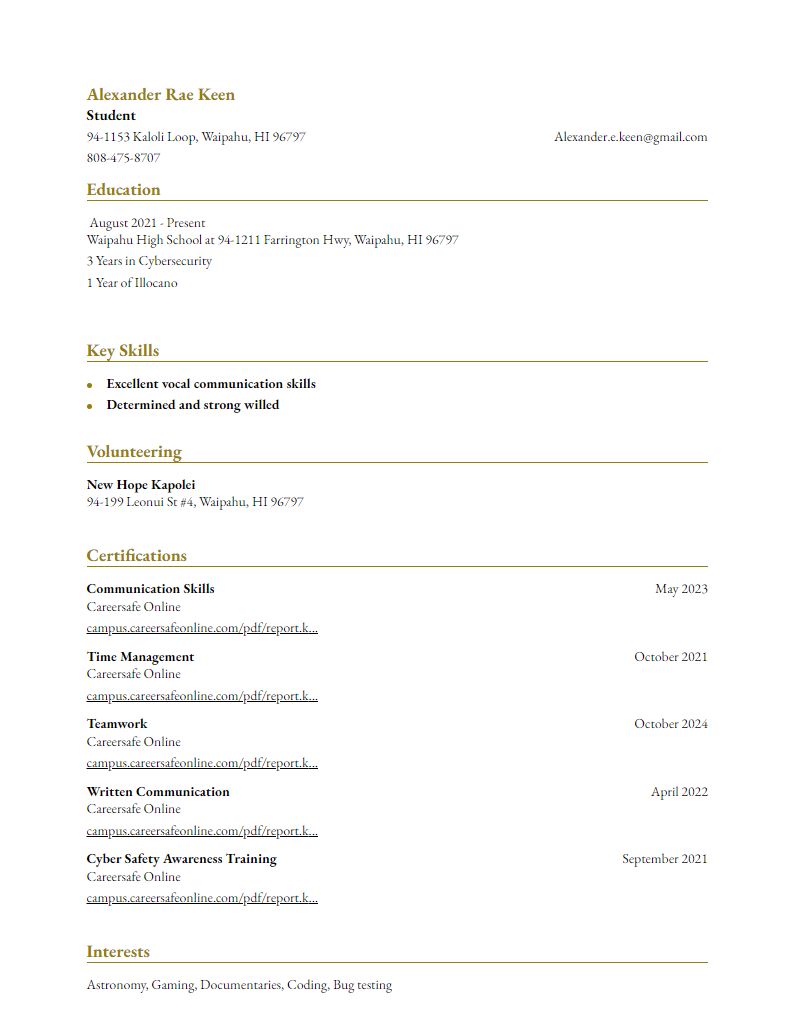 Alexander Rae Keen
Student
94-1153 Kaloli Loop, Waipahu, HI 96797 Alexander.e.keen@gmail.com
808-475-8707
Education
August 2021 - Present
Waipahu High School at 94-1211 Farrington Hwy, Waipahu, HI 96797
3 Years in Cybersecurity
1 Year of Illocano
Key Skills
• Excellent vocal communication skills
• Determined and strong willed
Volunteering
New Hope Kapolei
94-199 Leonui St #4, Waipahu, HI 96797
Certifications
Communication Skills May 2023
Careersafe Online
campus.careersafeonline.com/pdf/report.k...
Time Management October 2021
Careersafe Online
campus.careersafeonline.com/pdf/report.k...
Teamwork October 2024
Careersafe Online
campus.careersafeonline.com/pdf/report.k...
Written Communication April 2022
Careersafe Online
campus.careersafeonline.com/pdf/report.k...
Cyber Safety Awareness Training September 2021
Careersafe Online
campus.careersafeonline.com/pdf/report.k...
Interests
Astronomy, Gaming, Documentaries, Coding, Bug testing